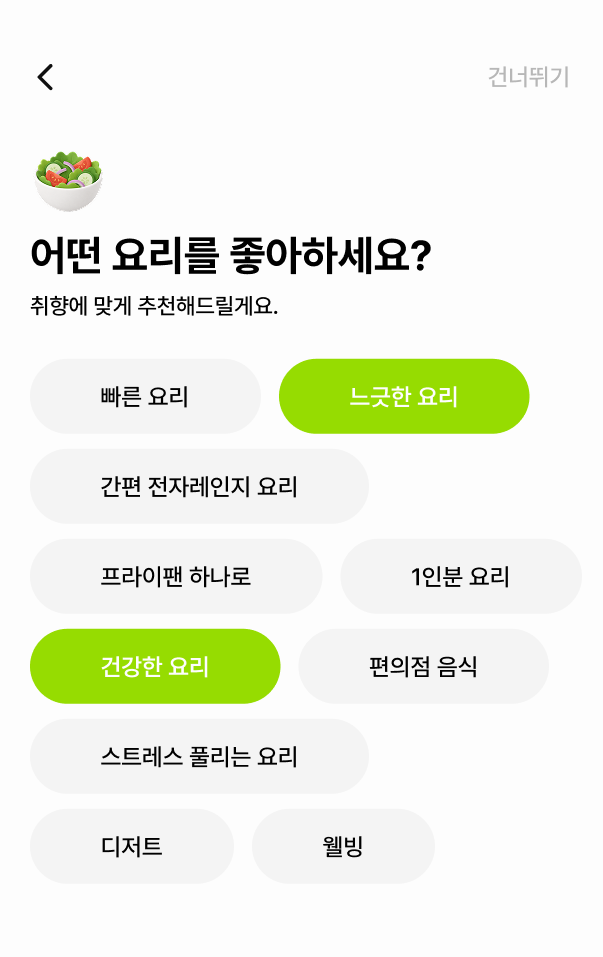 건너뛰기
어떤 요리를 좋아하세요?
취향에 맞게 추천해드릴게요.
빠른 요리
느긋한 요리
간편 전자레인지 요리
프라이팬 하나로
1인분 요리
건강한 요리
편의점 음식
스트레스 풀리는 요리
디저트
웰빙